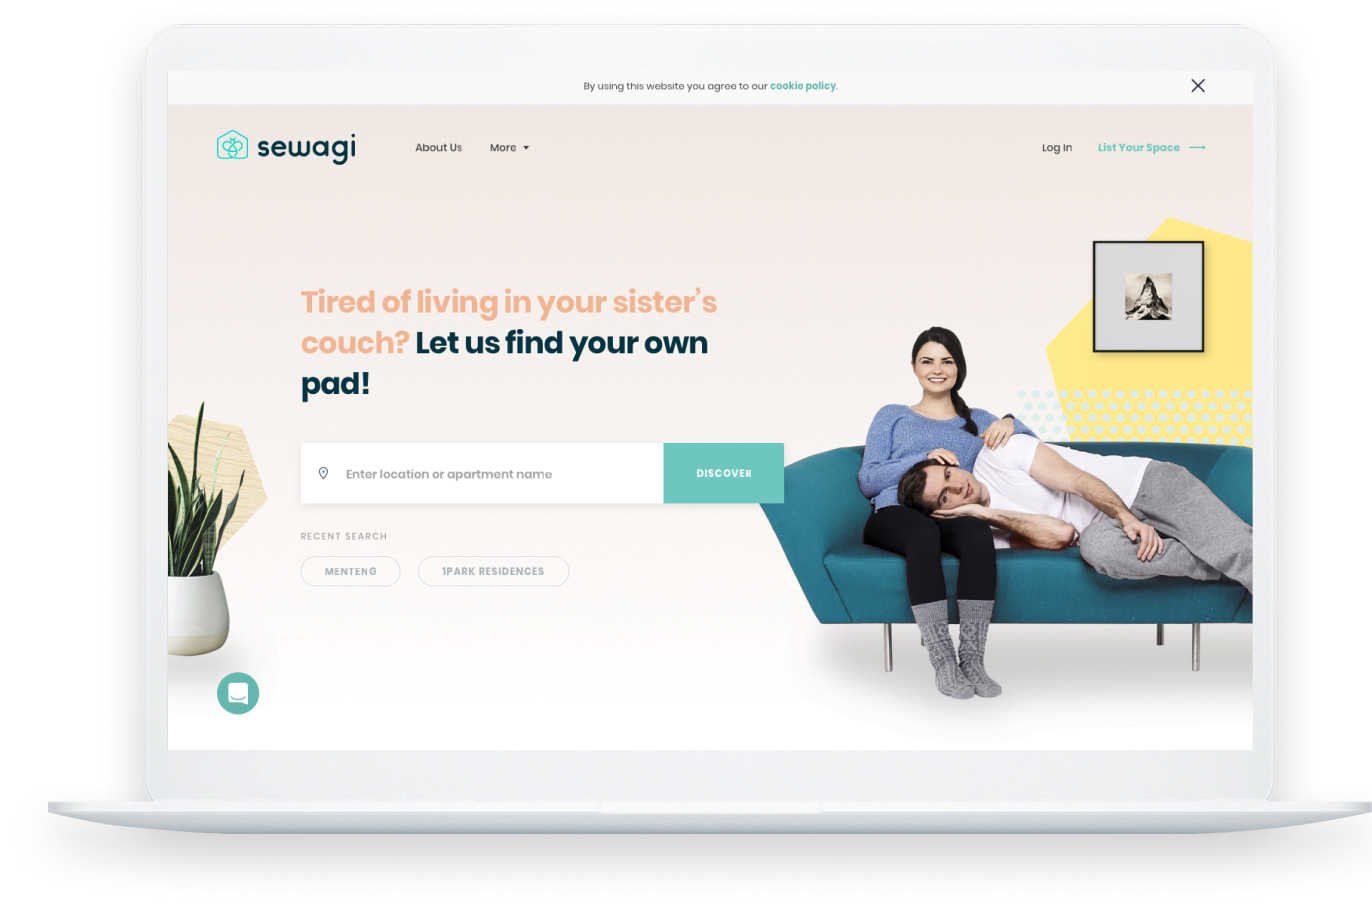 By using this website you agree to our cookie policy.
sewagi
About Us
More
Log In
List Your Space
Tired of living in your sister's
couch? Let us find your own
pad!
Enter location or apartment name
DISCOVER
RECENT SEARCH
MENTENG
1PARK RESIDENCES